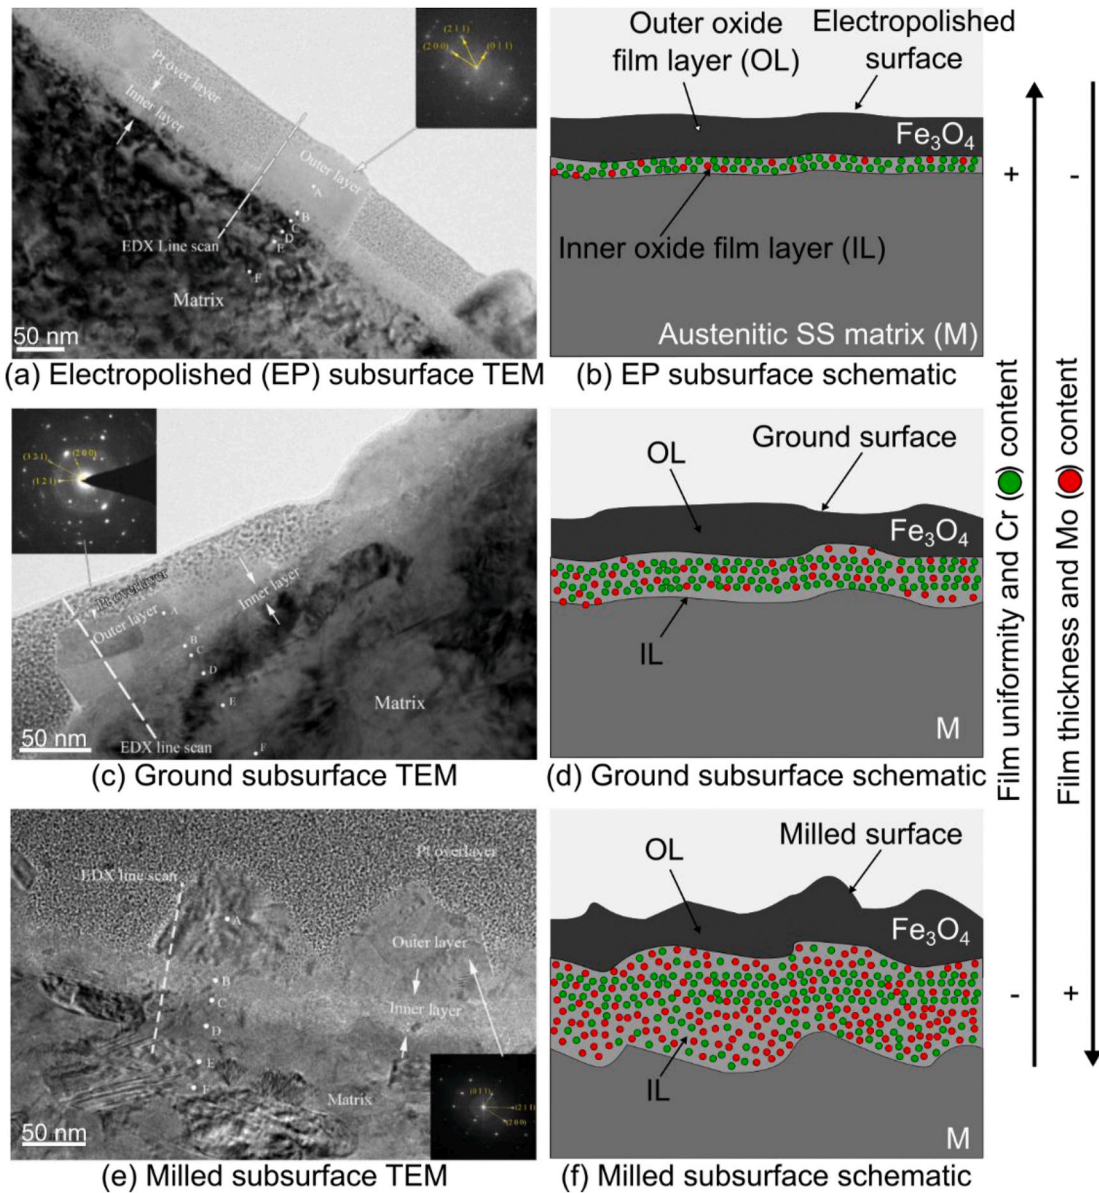 (2 1 1)
(2 0 0)
(0 1 1)
Pt over layer
Inner layer
Outer layer
A
B
C
D
E
F
EDX Line scan
Matrix
50 nm
(a) Electropolished (EP) subsurface TEM
Outer oxide
film layer (OL)
Electropolished
surface
Fe3O4
Inner oxide film layer (IL)
Austenitic SS matrix (M)
(b) EP subsurface schematic
(2 0 0)
Outer layer
Inner layer
A
B
C
D
E
F
Matrix
EDX line scan
50 nm
(c) Ground subsurface TEM
OL
Ground surface
Fe3O4
IL
M
(d) Ground subsurface schematic
EDX line scan
Pt overlayer
A
Outer layer
B
C
Inner layer
D
E
F
Matrix
(2 0 0)
50 nm
(e) Milled subsurface TEM
OL
Milled surface
Fe3O4
IL
M
(f) Milled subsurface schematic
+
-
Film uniformity and Cr () content
Film thickness and Mo () content
-
+